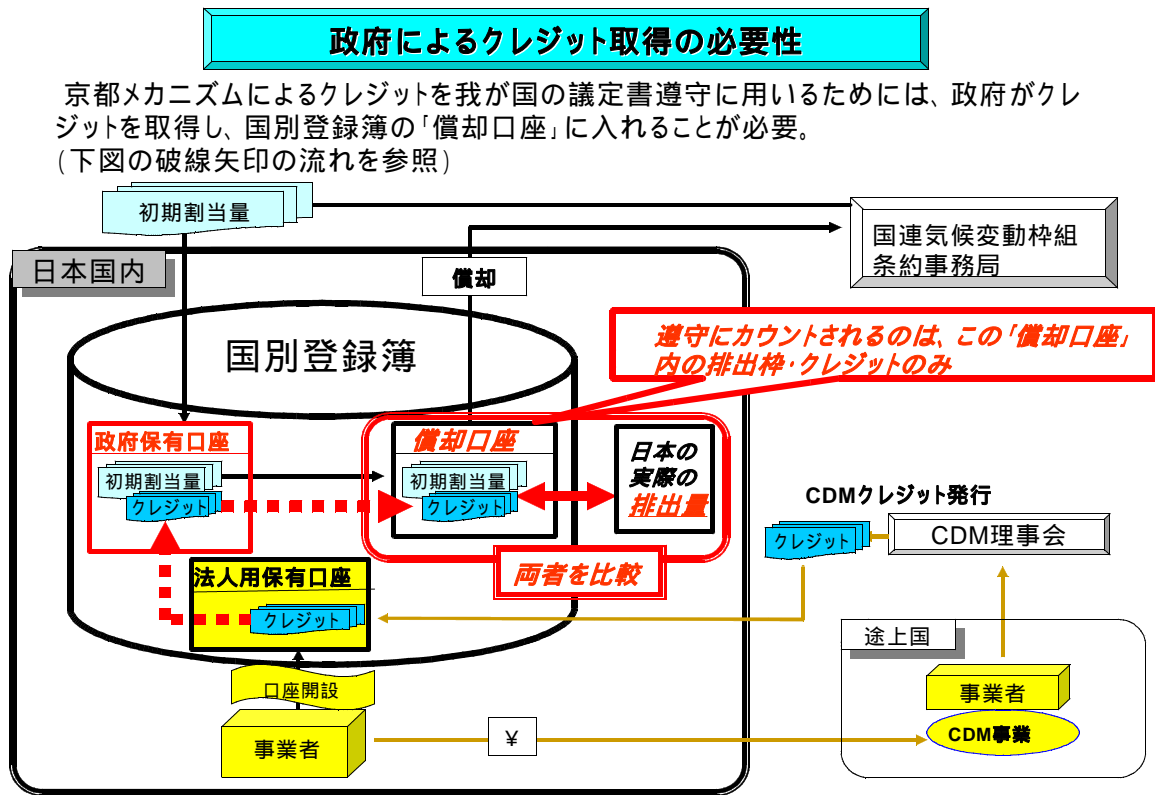 政府によるクレジット取得の必要性
京都メカニズムによるクレジットを我が国の議定書遵守に用いるためには、政府がクレ
ジットを取得し、国別登録簿の「償却口座」に入れることが必要。
(下図の破線矢印の流れを参照)
初期割当量
国連気候変動枠組
条約事務局
日本国内
償却
国別登録簿
遵守にカウントされるのは、この「償却口座」
内の排出枠・クレジットのみ
政府保有口座
初期割当量
クレジット
償却口座
初期割当量
クレジット
日本の
実際の
排出量
両者を比較
CDMクレジット発行
クレジット
CDM理事会
法人用保有口座
クレジット
途上国
口座開設
事業者
¥
事業者
CDM事業